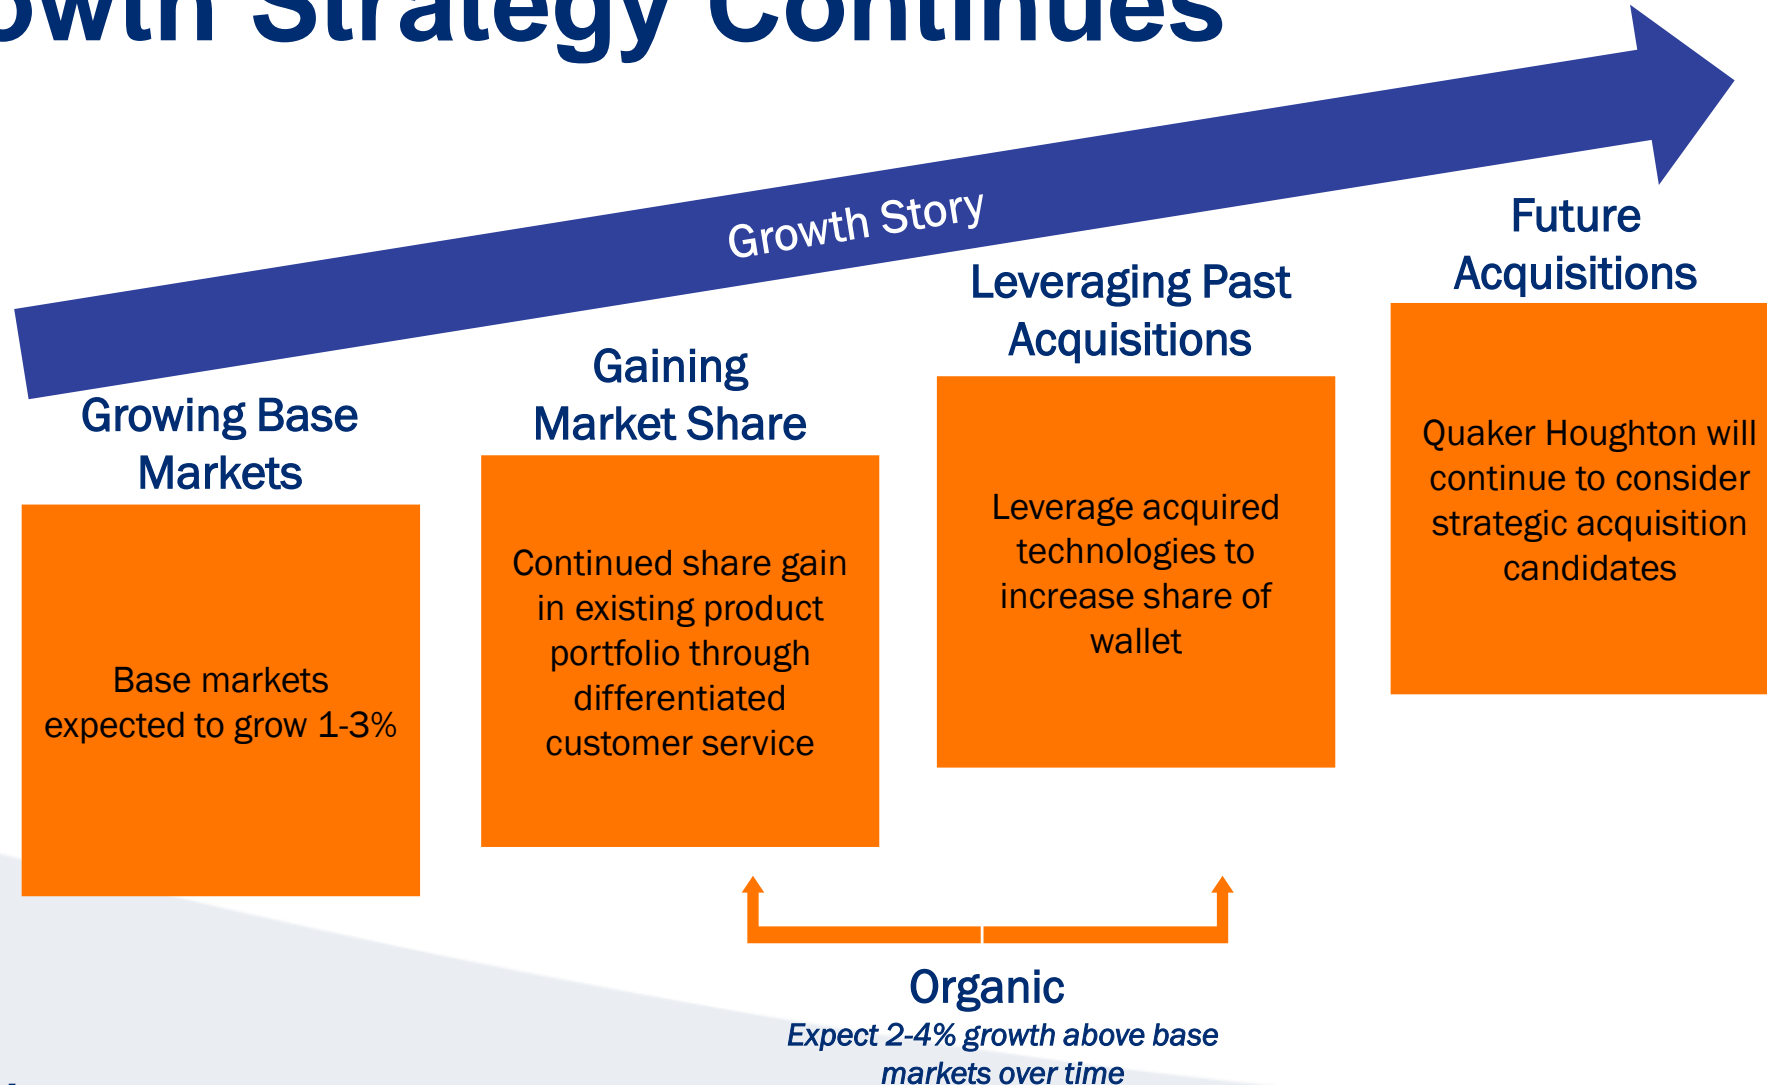 owth Strategy Continues
Growth Story
Growing Base
Markets
Base markets
expected to grow 1-3%
Gaining
Market Share
Continued share gain
in existing product
portfolio through
differentiated
customer service
Leveraging Past
Acquisitions
Leverage acquired
technologies to
increase share of
wallet
Future
Acquisitions
Quaker Houghton will
continue to consider
strategic acquisition
candidates
Organic
Expect 2-4% growth above base
markets over time